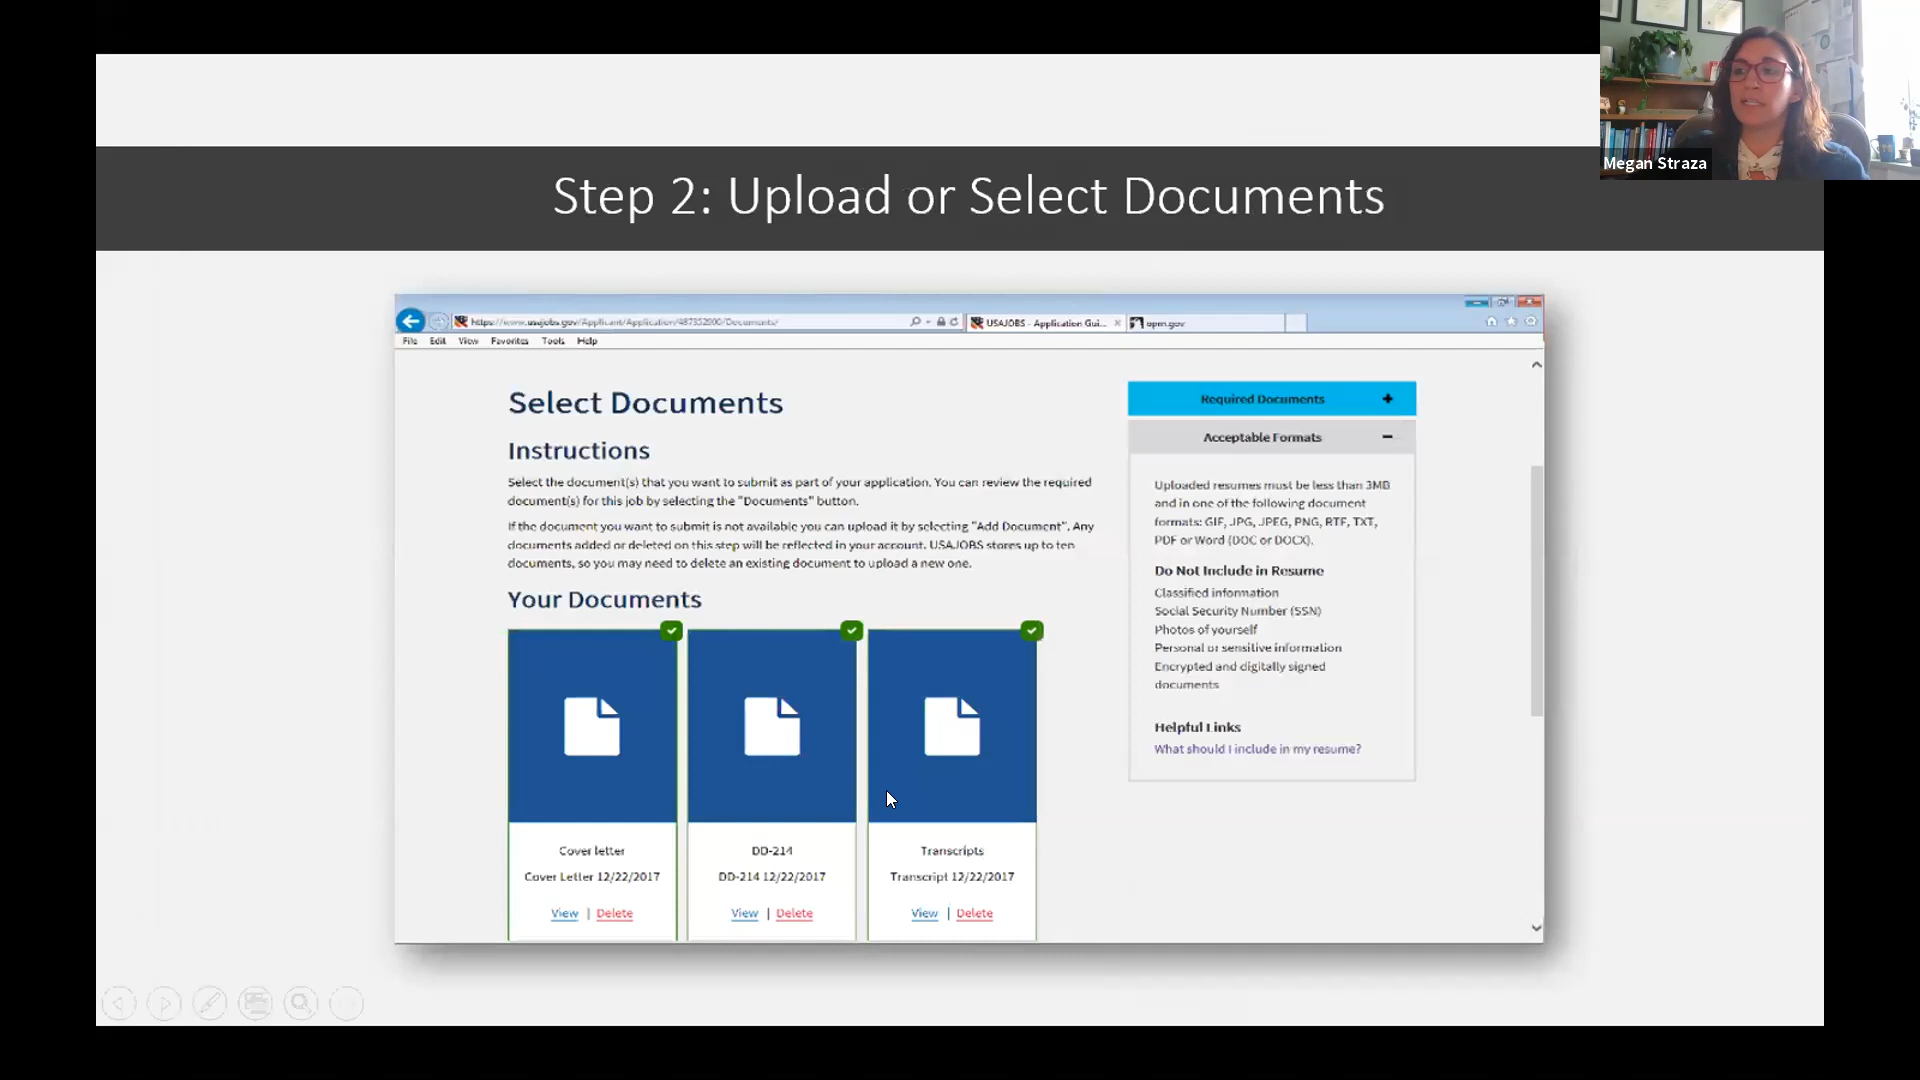 Megan Straza
Step 2: Upload or Select Documents
https://www.usajobs.gov/Applicant/Application/487352900/Documents/
USAJOBS - Application Gui...
opm.gov
File Edit View Favorites Tools Help
Select Documents
Instructions
Select the document(s) that you want to submit as part of your application. You can review the required
document(s) for this job by selecting the "Documents" button.
If the document you want to submit is not available you can upload it by selecting "Add Document". Any
documents added or deleted on this step will be reflected in your account. USAJOBS stores up to ten
documents, so you may need to delete an existing document to upload a new one.
Your Documents
Cover letter
Cover Letter 12/22/2017
View | Delete
DD-214
DD-214 12/22/2017
View | Delete
Transcripts
Transcript 12/22/2017
View | Delete
Required Documents +
Acceptable Formats −
Uploaded resumes must be less than 3MB
and in one of the following document
formats: GIF, JPG, JPEG, PNG, RTF, TXT,
PDF or Word (DOC or DOCX).
Do Not Include in Resume
Classified information
Social Security Number (SSN)
Photos of yourself
Personal or sensitive information
Encrypted and digitally signed
documents
Helpful Links
What should I include in my resume?